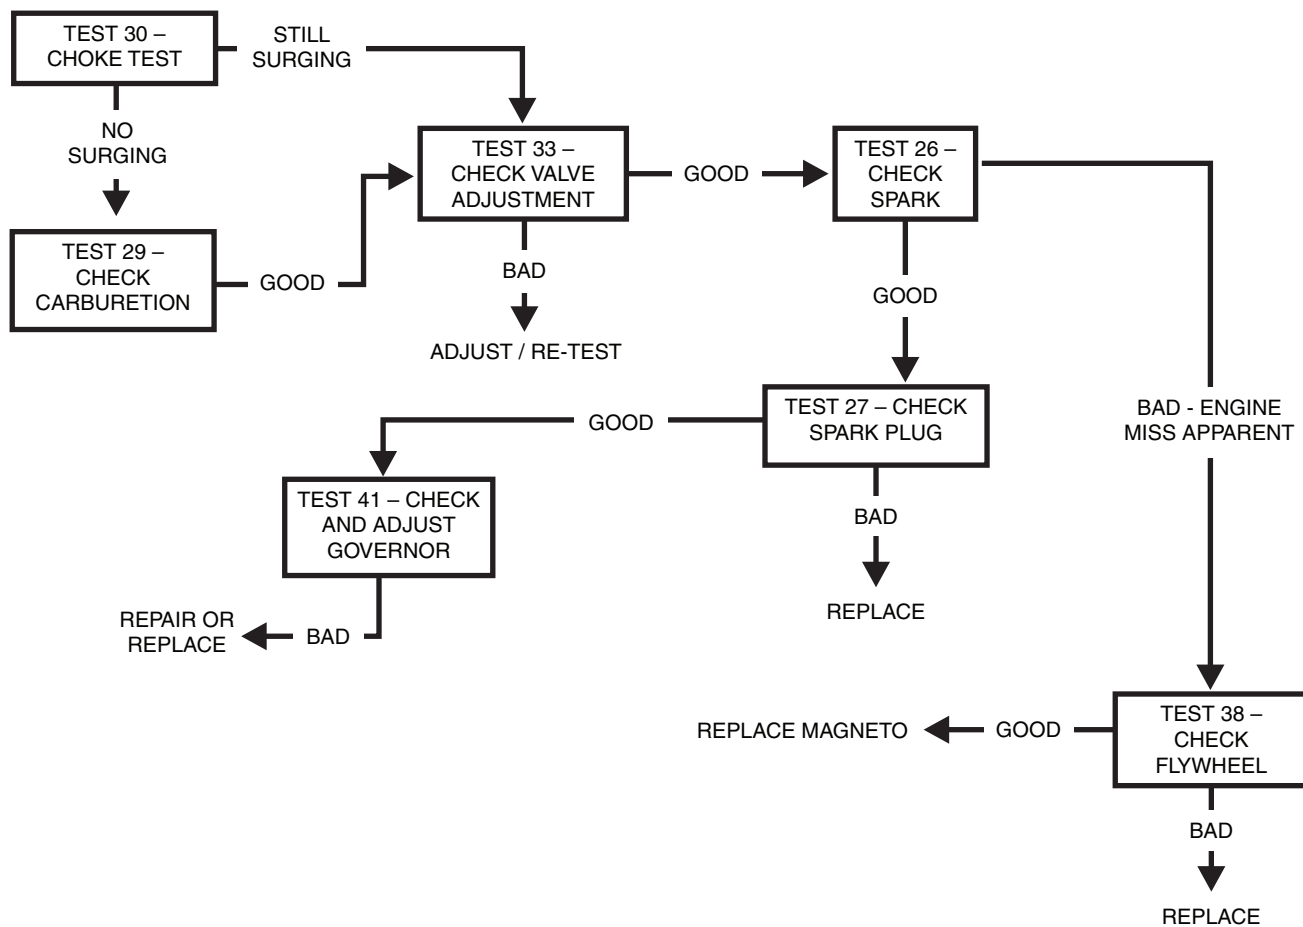 TEST 30 –
CHOKE TEST
STILL
SURGING
NO
SURGING
TEST 29 –
CHECK
CARBURETION
GOOD
TEST 33 –
CHECK VALVE
ADJUSTMENT
BAD
ADJUST / RE-TEST
GOOD
TEST 26 –
CHECK
SPARK
GOOD
BAD - ENGINE
MISS APPARENT
TEST 27 – CHECK
SPARK PLUG
BAD
REPLACE
GOOD
TEST 41 – CHECK
AND ADJUST
GOVERNOR
BAD
REPAIR OR
REPLACE
TEST 38 –
CHECK
FLYWHEEL
GOOD
REPLACE MAGNETO
BAD
REPLACE